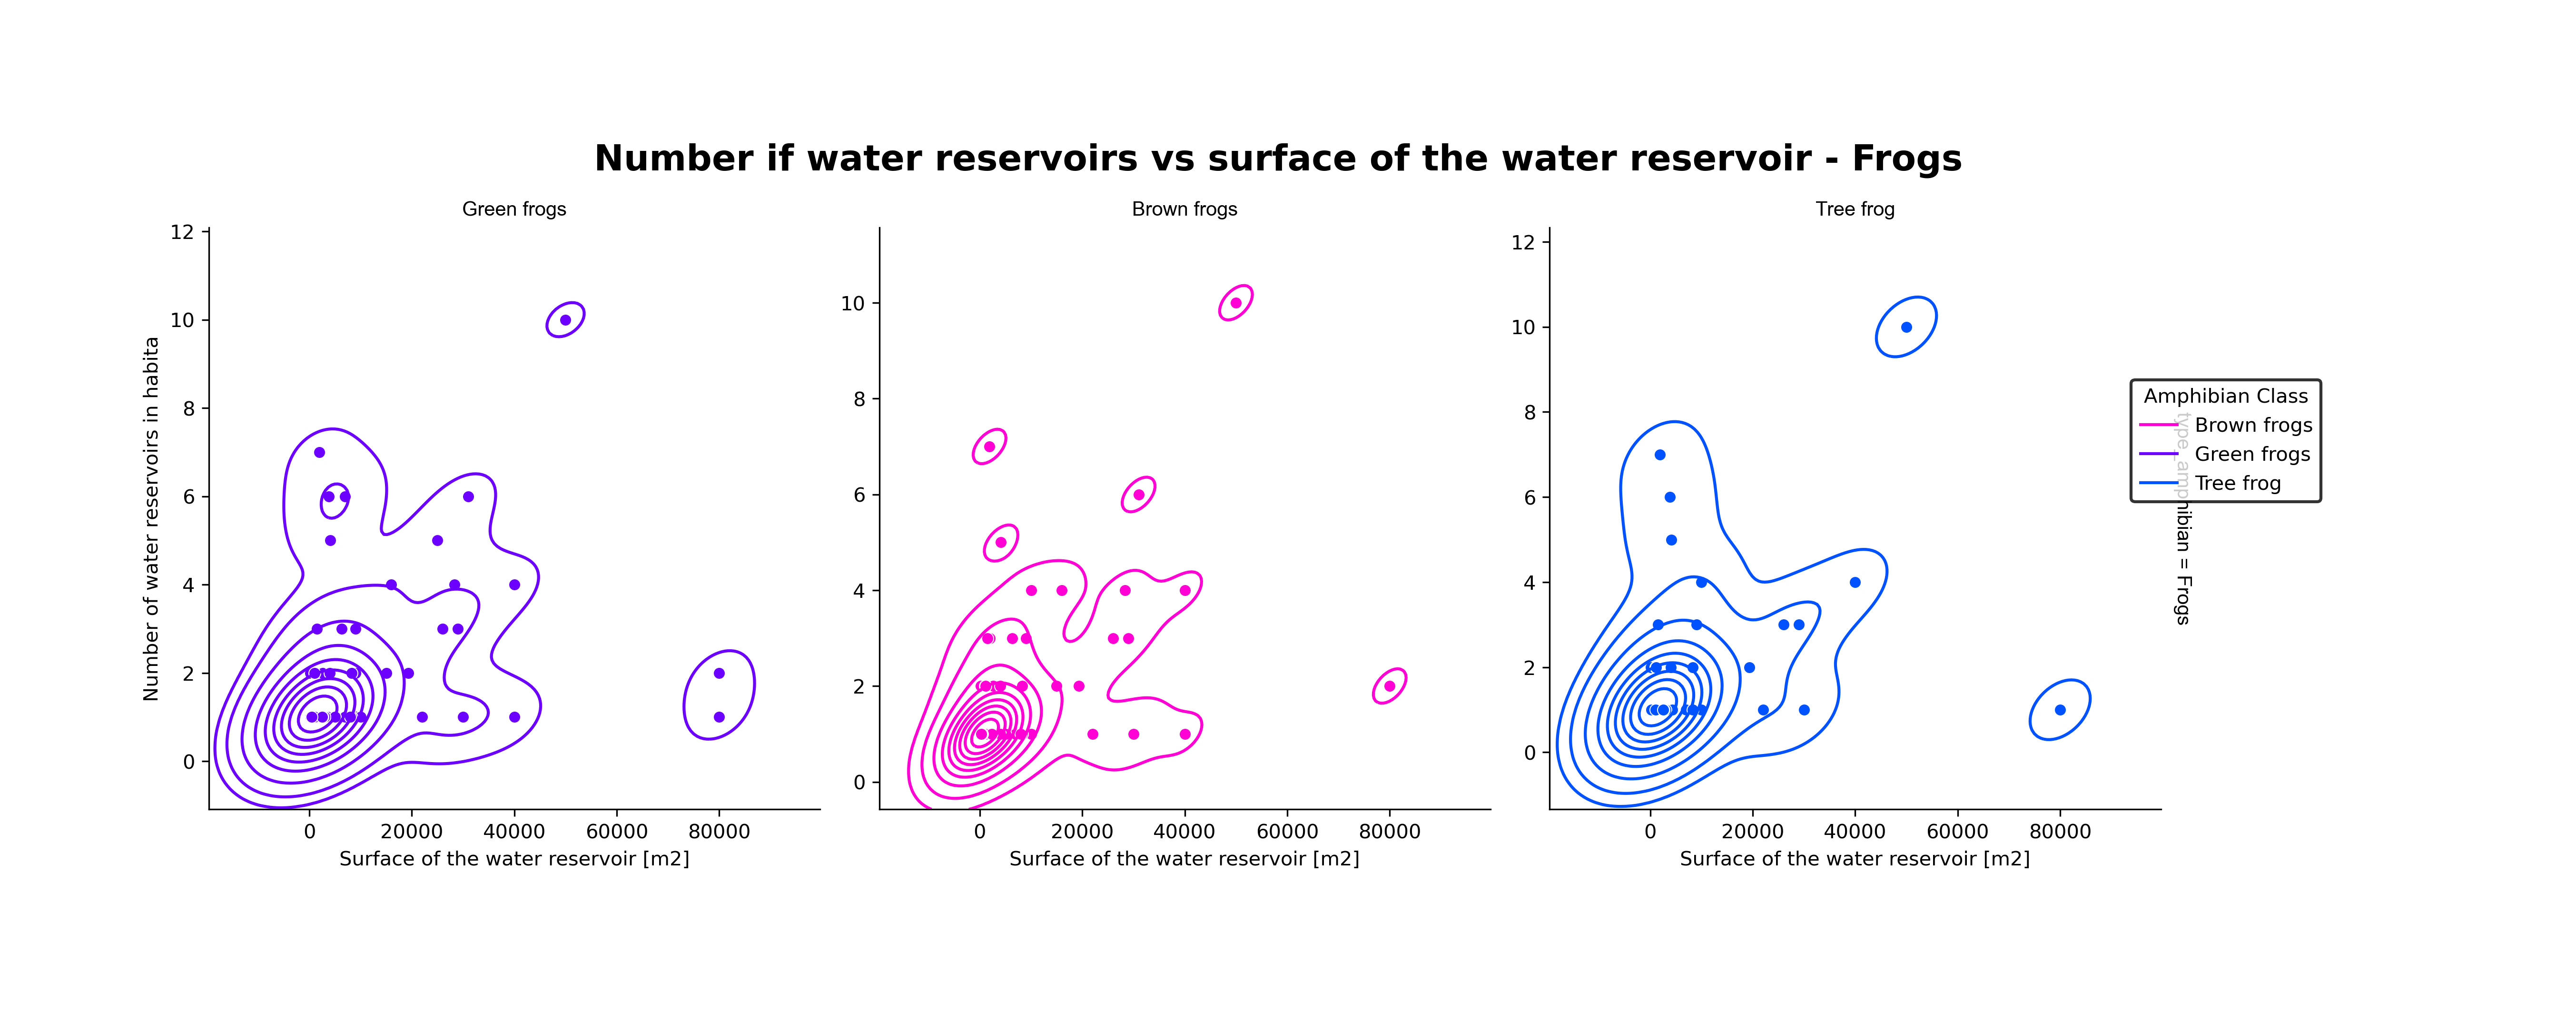 Number if water reservoirs vs surface of the water reservoir - Frogs
Green frogs
Brown frogs
Tree frog
Number of water reservoirs in habita
12
10
8
6
4
2
0
0 20000 40000 60000 80000
Surface of the water reservoir [m2]
10
8
6
4
2
0
0 20000 40000 60000 80000
Surface of the water reservoir [m2]
12
10
8
6
4
2
0
0 20000 40000 60000 80000
Surface of the water reservoir [m2]
type_amphibian = Frogs
Amphibian Class
Brown frogs
Green frogs
Tree frog